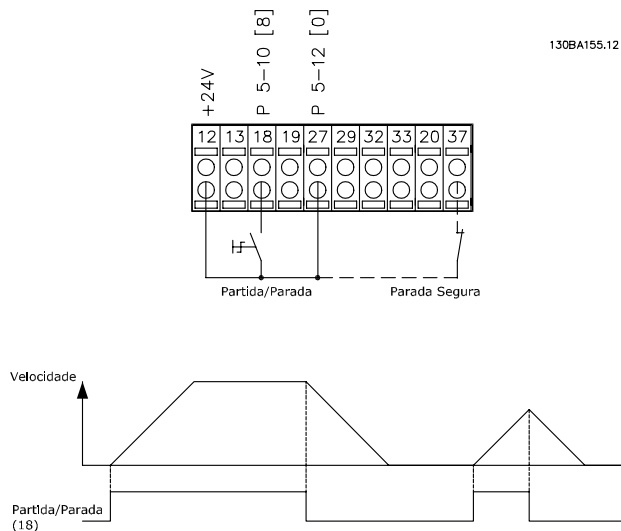 130BA155.12
+24V
P 5-10 [8]
P 5-12 [0]
12 13 18 19 27 29 32 33 20 37
Partida/Parada
Parada Segura
Velocidade
Partida/Parada
(18)